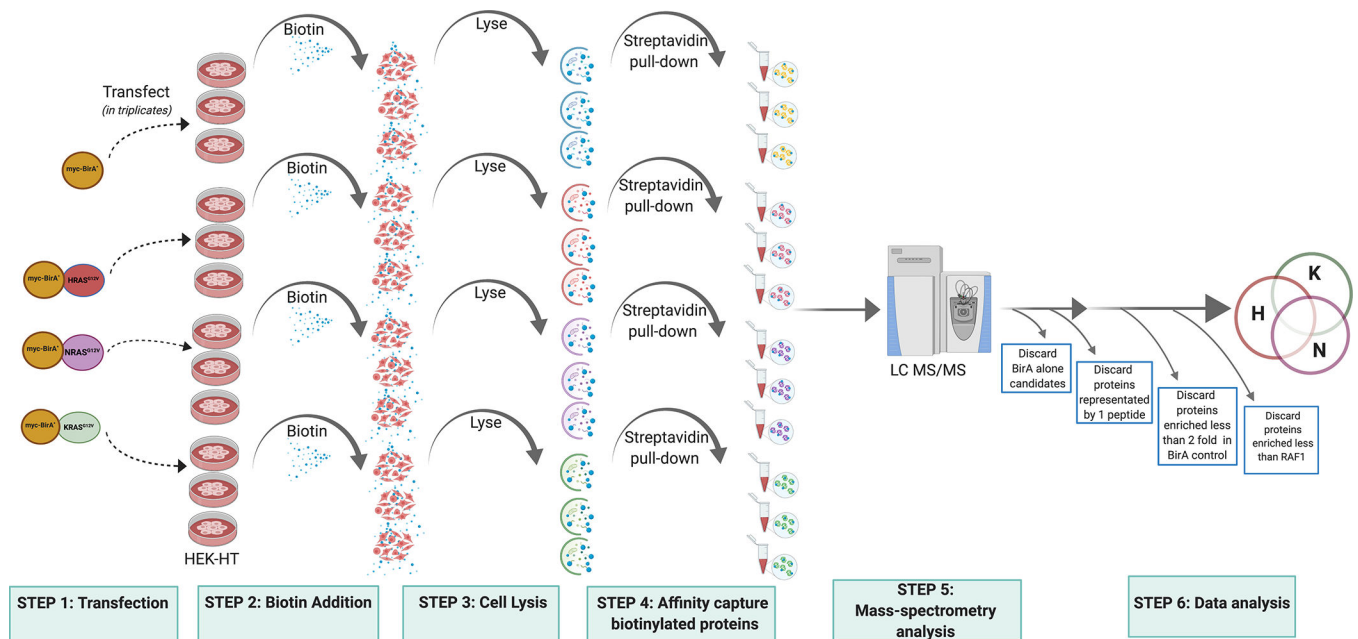 Biotin
Lyse
Streptavidin
pull-down
Transfect
(in triplicates)
myc-BirA*
Biotin
Lyse
Streptavidin
pull-down
myc-BirA*
HRASG12V
Biotin
Lyse
Streptavidin
pull-down
myc-BirA*
NRASG12V
myc-BirA*
KRASG12V
Biotin
Lyse
Streptavidin
pull-down
HEK-HT
LC MS/MS
Discard
BirA alone
candidates
Discard
proteins
represented
by 1 peptide
Discard
proteins
enriched less
than 2 fold in
BirA control
Discard
proteins
enriched less
than RAF1
K
H
N
STEP 1: Transfection
STEP 2: Biotin Addition
STEP 3: Cell Lysis
STEP 4: Affinity capture
biotinylated proteins
STEP 5:
Mass-spectrometry
analysis
STEP 6: Data analysis